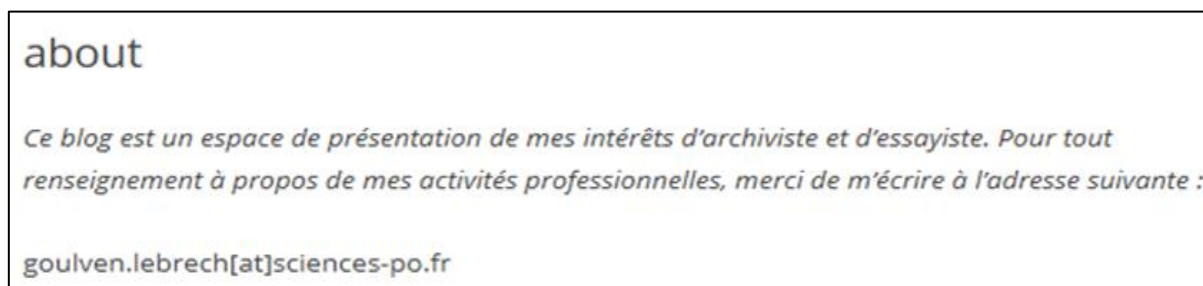 about
Ce blog est un espace de présentation de mes intérêts d'archiviste et d'essayiste. Pour tout
renseignement à propos de mes activités professionnelles, merci de m'écrire à l'adresse suivante :
goulven.lebrech[at]sciences-po.fr